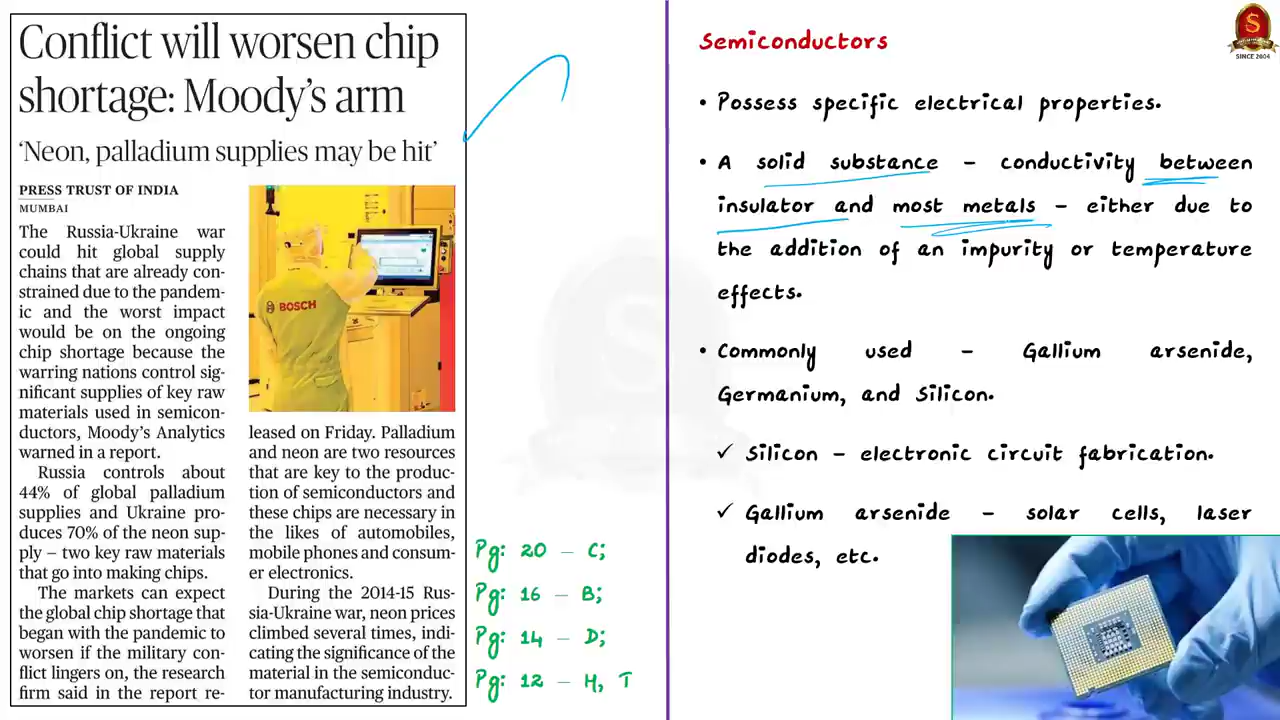 Conflict will worsen chip
shortage: Moody's arm
'Neon, palladium supplies may be hit'
PRESS TRUST OF INDIA
MUMBAI
The Russia-Ukraine war
could hit global supply
chains that are already con-
strained due to the pandem-
ic and the worst impact
would be on the ongoing
chip shortage because the
warring nations control sig-
nificant supplies of key raw
materials used in semicon-
ductors, Moody's Analytics
warned in a report.
Russia controls about
44% of global palladium
supplies and Ukraine pro-
duces 70% of the neon sup-
ply – two key raw materials
that go into making chips.
The markets can expect
the global chip shortage that
began with the pandemic to
worsen if the military con-
flict lingers on, the research
firm said in the report re-
BOSCH
leased on Friday. Palladium
and neon are two resources
that are key to the produc-
tion of semiconductors and
these chips are necessary in
the likes of automobiles,
mobile phones and consum-
er electronics.
During the 2014-15 Rus-
sia-Ukraine war, neon prices
climbed several times, indi-
cating the significance of the
material in the semiconduc-
tor manufacturing industry.
Pg: 20 – C;
Pg: 16 – B;
Pg: 14 – D;
Pg: 12 – H, T
Semiconductors
• Possess specific electrical properties.
• A solid substance – conductivity between
insulator and most metals – either due to
the addition of an impurity or temperature
effects.
• Commonly used – Gallium arsenide,
Germanium, and Silicon.
✓ Silicon – electronic circuit fabrication.
✓ Gallium arsenide – solar cells, laser
diodes, etc.
S
SINCE 2004